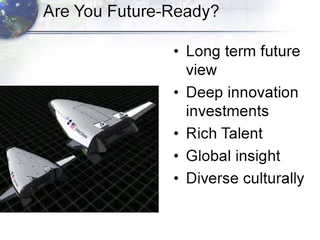 Are You Future-Ready?
• Long term future
view
• Deep innovation
investments
• Rich Talent
• Global insight
• Diverse culturally